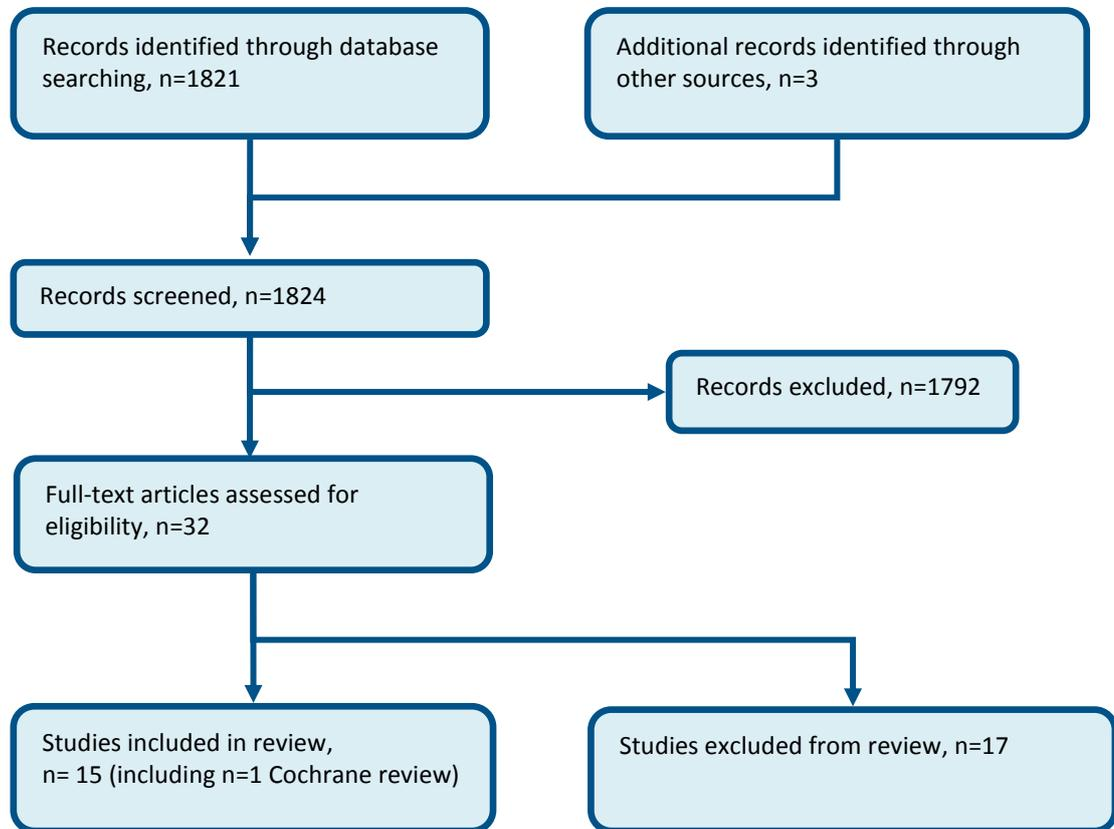 Records identified through database
searching, n=1821
Additional records identified through
other sources, n=3
Records screened, n=1824
Records excluded, n=1792
Full-text articles assessed for
eligibility, n=32
Studies included in review,
n= 15 (including n=1 Cochrane review)
Studies excluded from review, n=17